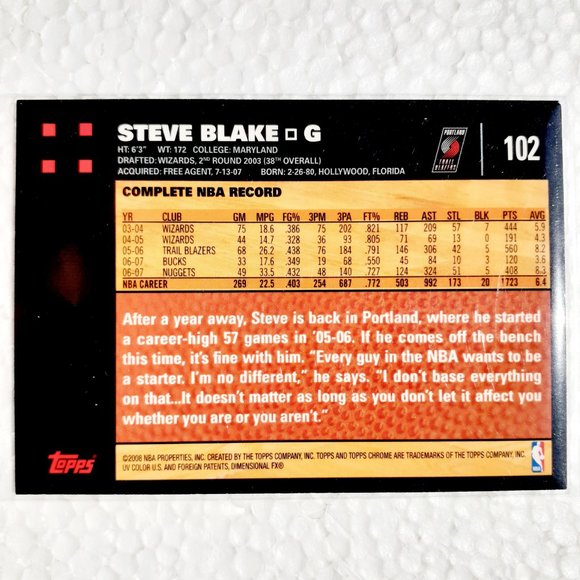 STEVE BLAKE □ G
HT: 6'3" WT: 172 COLLEGE: MARYLAND
DRAFTED: WIZARDS, 2ND ROUND 2003 (38TH OVERALL)
ACQUIRED: FREE AGENT, 7-13-07 BORN: 2-26-80, HOLLYWOOD, FLORIDA
PORTLAND
TRAIL BLAZERS
102
COMPLETE NBA RECORD
YR CLUB GM MPG FG% 3PM 3PA FT% REB AST STL BLK PTS AVG
03-04 WIZARDS 75 18.6 .386 75 202 .821 117 209 57 7 444 5.9
04-05 WIZARDS 44 14.7 .328 46 119 .805 71 69 13 0 191 4.3
05-06 TRAIL BLAZERS 68 26.2 .438 76 184 .791 144 306 42 5 560 8.2
06-07 BUCKS 33 17.6 .349 19 68 .550 45 84 10 3 120 3.6
06-07 NUGGETS 49 33.5 .432 48 140 .727 124 324 51 5 408 8.3
NBA CAREER 269 22.5 .403 254 687 .772 503 992 173 20 1723 6.4
After a year away, Steve is back in Portland, where he started
a career-high 57 games in '05-06. If he comes off the bench
this time, it's fine with him. "Every guy in the NBA wants to be
a starter. I'm no different," he says. "I don't base everything
on that...It doesn't matter as long as you don't let it affect you
whether you are or you aren't."
Topps
©2008 NBA PROPERTIES, INC. CREATED BY THE TOPPS COMPANY, INC. TOPPS AND TOPPS CHROME ARE TRADEMARKS OF THE TOPPS COMPANY, INC.
UV COLOR U.S. AND FOREIGN PATENTS, DIMENSIONAL FX®
NBA